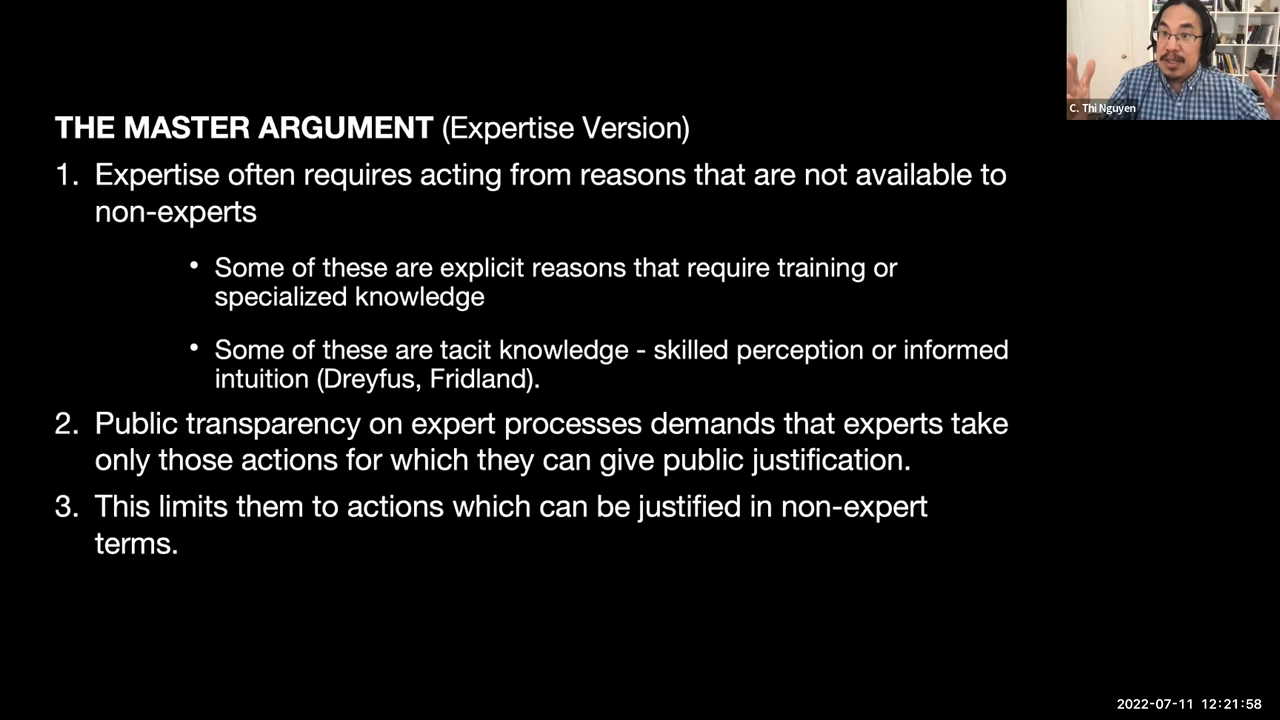 C. Thi Nguyen
THE MASTER ARGUMENT (Expertise Version)
1. Expertise often requires acting from reasons that are not available to
non-experts
• Some of these are explicit reasons that require training or
specialized knowledge
• Some of these are tacit knowledge - skilled perception or informed
intuition (Dreyfus, Fridland).
2. Public transparency on expert processes demands that experts take
only those actions for which they can give public justification.
3. This limits them to actions which can be justified in non-expert
terms.
2022-07-11 12:21:58